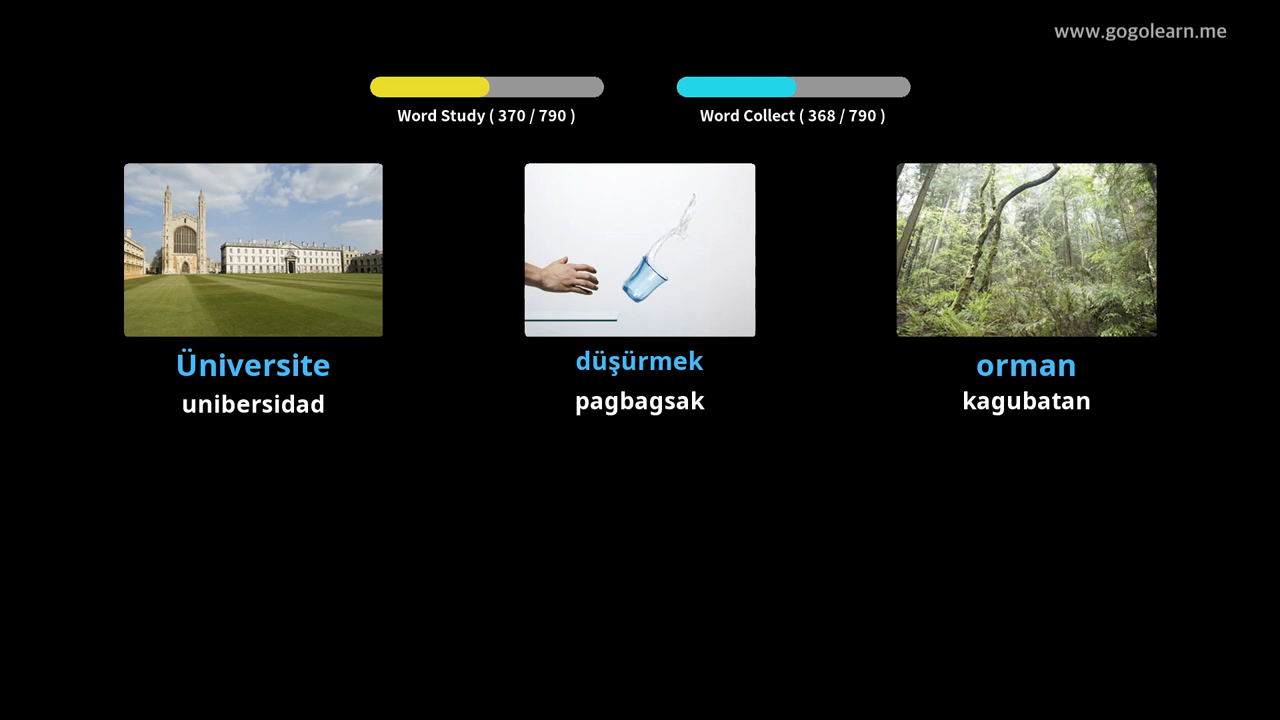 www.gogolearn.me
Word Study ( 370 / 790 )
Word Collect ( 368 / 790 )
Üniversite
unibersidad
düşürmek
pagbagsak
orman
kagubatan